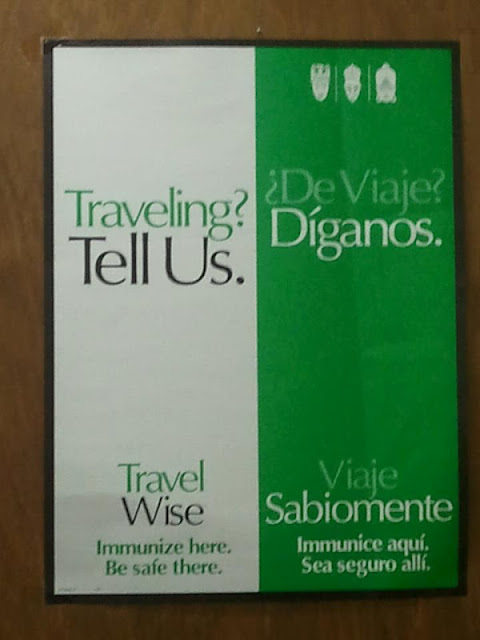 Traveling?
Tell Us.
Travel
Wise
Immunize here.
Be safe there.
¿De Viaje?
Díganos.
Viaje
Sabiomente
Immunice aquí.
Sea seguro allí.